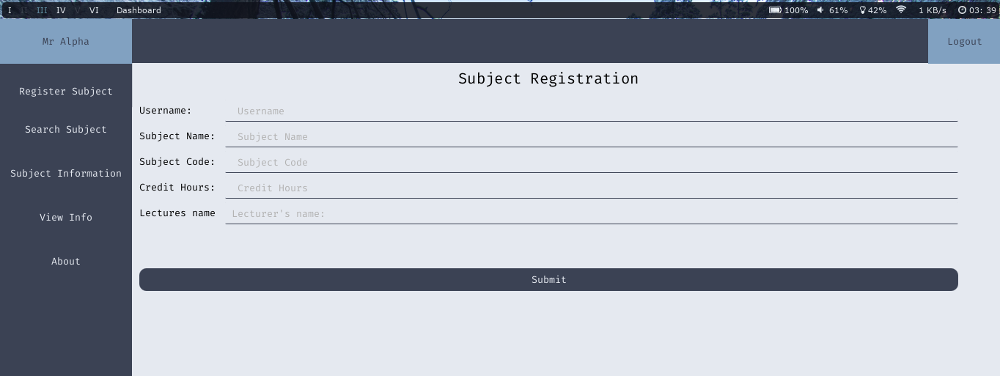 I II III IV V VI Dashboard 100% 61% 42% 1 KB/s 03: 39
Mr Alpha Logout
Subject Registration
Register Subject
Search Subject
Subject Information
View Info
About
Username: Username
Subject Name: Subject Name
Subject Code: Subject Code
Credit Hours: Credit Hours
Lectures name Lecturer's name:
Submit